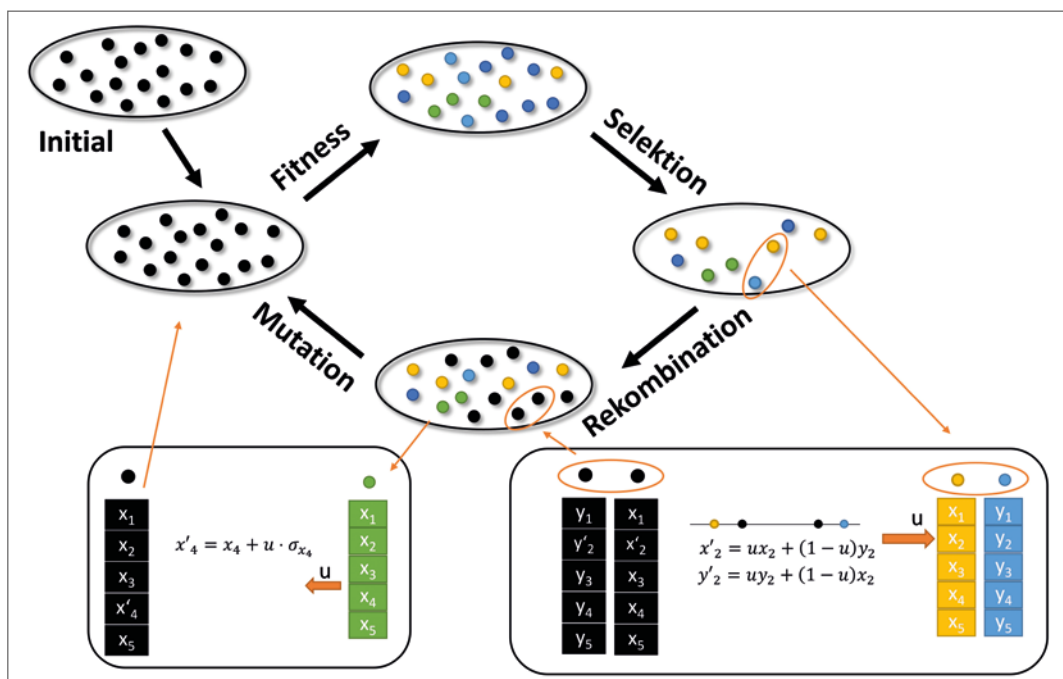 Initial
Fitness
Selektion
Mutation
Rekombination
x₁
x₂
x₃
x‘₄
x₅
x′₄ = x₄ + u · σₓ₄
u
x₁
x₂
x₃
x₄
x₅
y₁
y‘₂
y₃
y₄
y₅
x₁
x‘₂
x₃
x₄
x₅
x′₂ = ux₂ + (1 − u)y₂
y′₂ = uy₂ + (1 − u)x₂
u
x₁
x₂
x₃
x₄
x₅
y₁
y₂
y₃
y₄
y₅